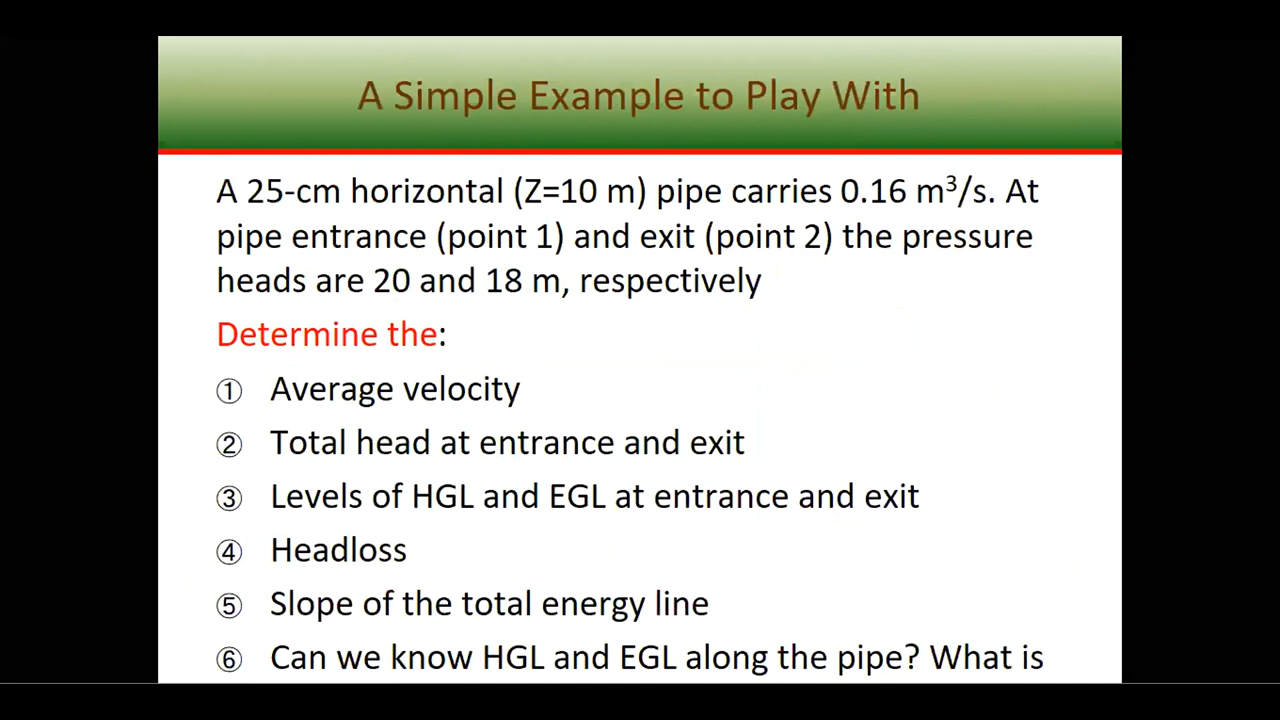 A Simple Example to Play With
A 25-cm horizontal (Z=10 m) pipe carries 0.16 m³/s. At
pipe entrance (point 1) and exit (point 2) the pressure
heads are 20 and 18 m, respectively
Determine the:
① Average velocity
② Total head at entrance and exit
③ Levels of HGL and EGL at entrance and exit
④ Headloss
⑤ Slope of the total energy line
⑥ Can we know HGL and EGL along the pipe? What is